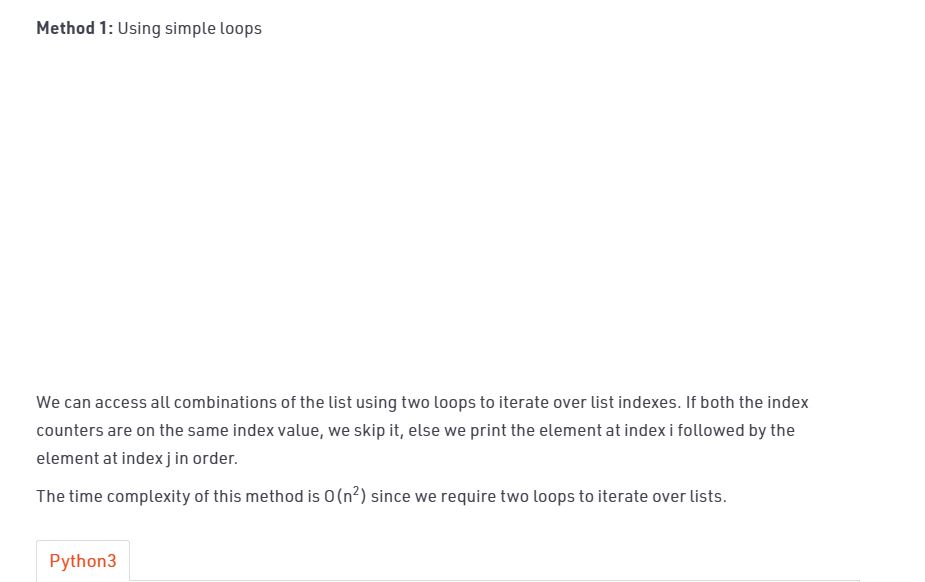 Method 1: Using simple loops
We can access all combinations of the list using two loops to iterate over list indexes. If both the index
counters are on the same index value, we skip it, else we print the element at index i followed by the
element at index j in order.
The time complexity of this method is O(n²) since we require two loops to iterate over lists.
Python3